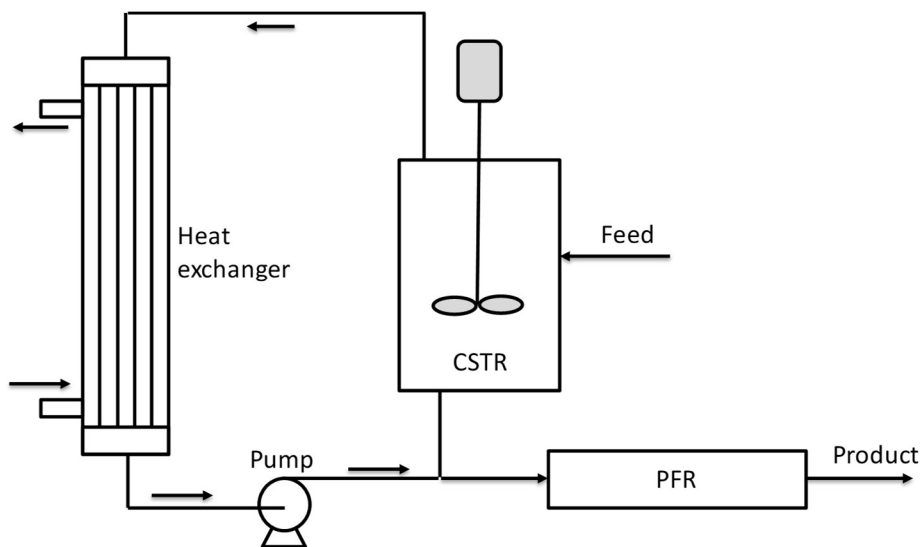 Heat
exchanger
Feed
CSTR
Pump
PFR
Product